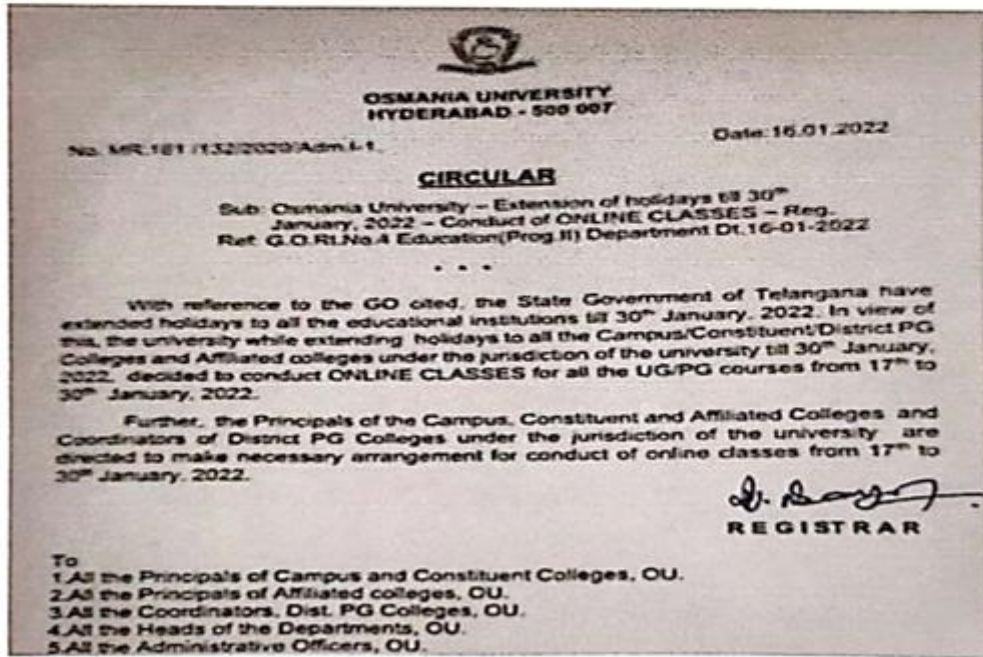 OSMANIA UNIVERSITY
HYDERABAD - 500 007
No. MR.181 /132/2020/Adm.I-1.
Date:16.01.2022
CIRCULAR
Sub: Osmania University – Extension of holidays till 30th
January, 2022 – Conduct of ONLINE CLASSES – Reg.
Ref: G.O.Rt.No.4 Education(Prog.II) Department Dt.16-01-2022
* * *
With reference to the GO cited, the State Government of Telangana have
extended holidays to all the educational institutions till 30th January, 2022. In view of
this, the university while extending holidays to all the Campus/Constituent/District PG
Colleges and Affiliated colleges under the jurisdiction of the university till 30th January,
2022, decided to conduct ONLINE CLASSES for all the UG/PG courses from 17th to
30th January, 2022.
Further, the Principals of the Campus, Constituent and Affiliated Colleges and
Coordinators of District PG Colleges under the jurisdiction of the university are
directed to make necessary arrangement for conduct of online classes from 17th to
30th January, 2022.
REGISTRAR
To
1.All the Principals of Campus and Constituent Colleges, OU.
2.All the Principals of Affiliated colleges, OU.
3.All the Coordinators, Dist. PG Colleges, OU.
4.All the Heads of the Departments, OU.
5.All the Administrative Officers, OU.